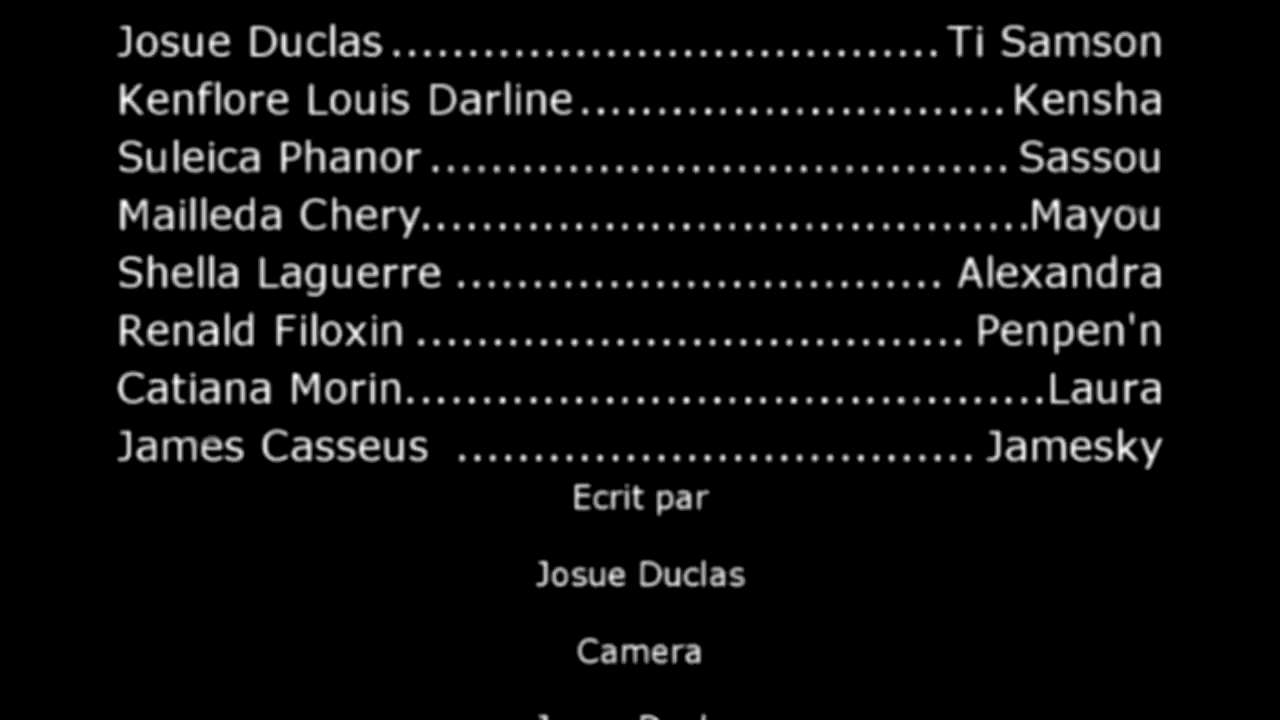 Josue Duclas.....................................Ti Samson
Kenflore Louis Darline............................Kensha
Suleica Phanor......................................Sassou
Mailleda Chery........................................Mayou
Shella Laguerre ................................ Alexandra
Renald Filoxin .................................... Penpen'n
Catiana Morin..........................................Laura
James Casseus .................................. Jamesky
Ecrit par
Josue Duclas
Camera